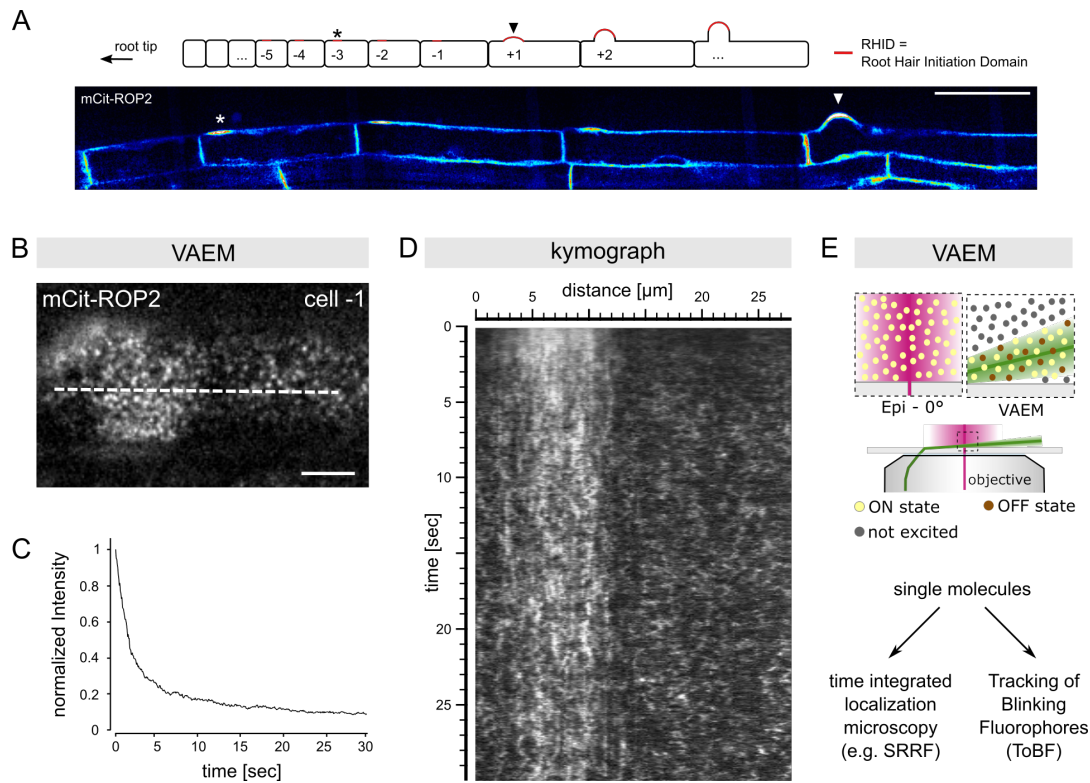 A
root tip
...
-5
-4
-3
*
-2
-1
+1
+2
...
RHID =
Root Hair Initiation Domain
mCit-ROP2
*
B
VAEM
mCit-ROP2
cell -1
C
normalized Intensity
1
0.8
0.6
0.4
0.2
0
0 5 10 15 20 25 30
time [sec]
D
kymograph
distance [µm]
0 5 10 20 25
time [sec]
0
5
10
20
25
E
VAEM
Epi - 0°
VAEM
objective
ON state
OFF state
not excited
single molecules
time integrated
localization
microscopy
(e.g. SRRF)
Tracking of
Blinking
Fluorophores
(ToBF)